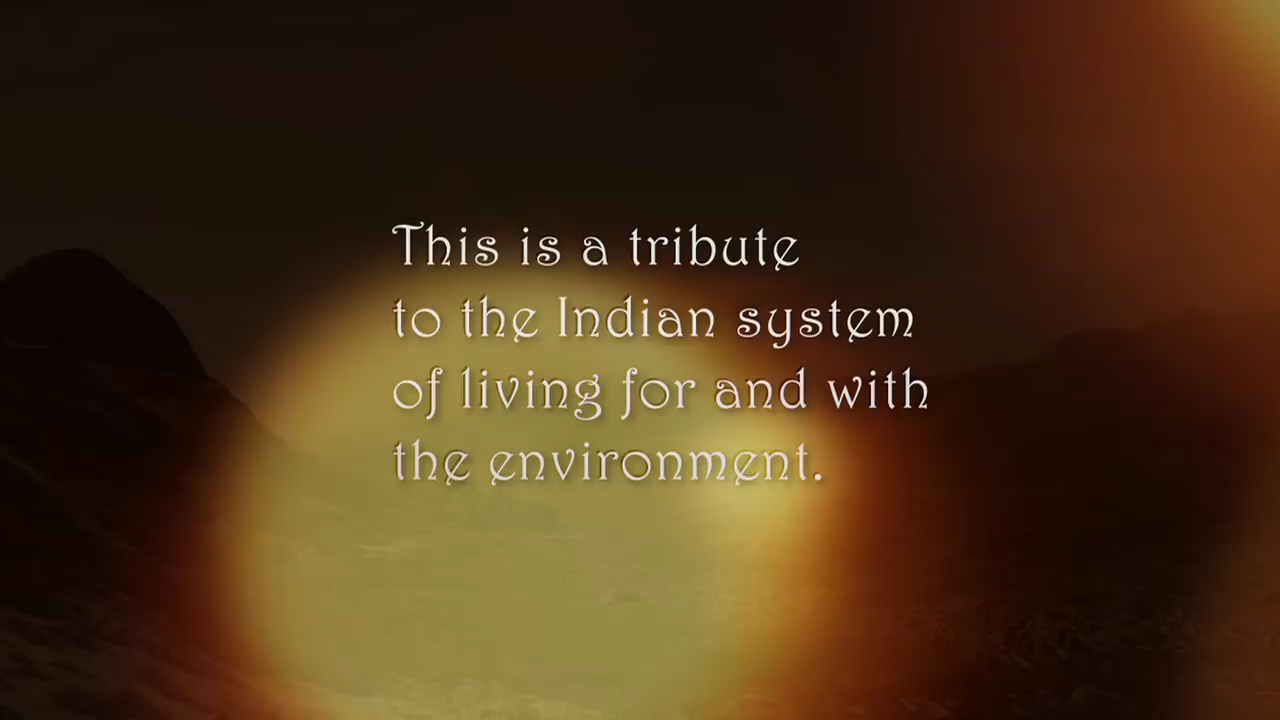 This is a tribute
to the Indian system
of living for and with
the environment.